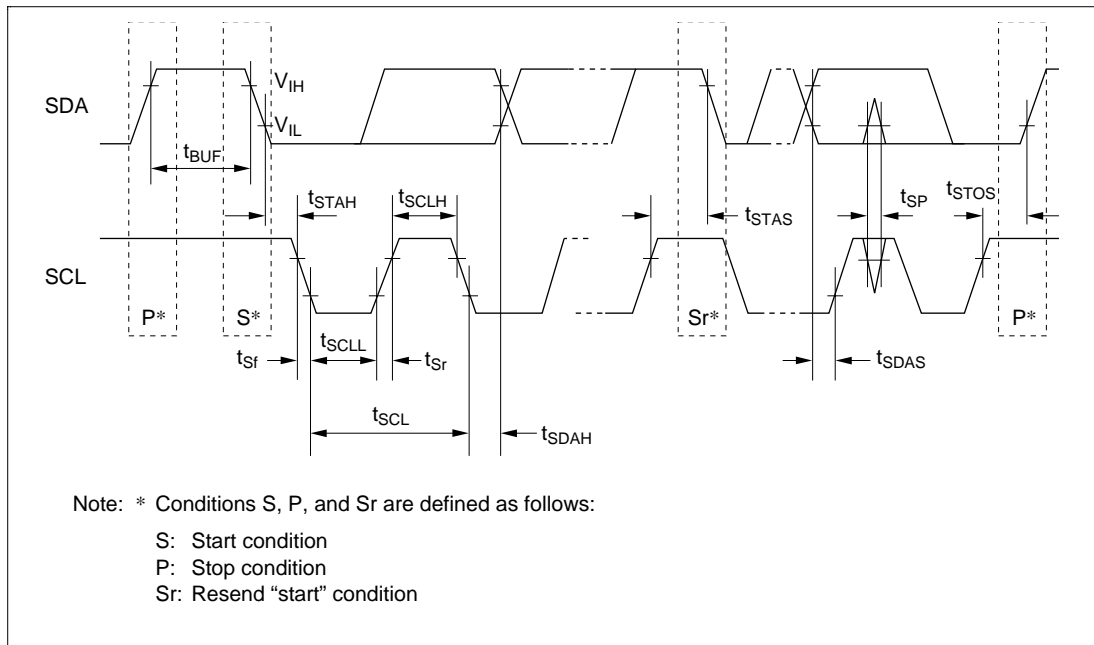 SDA
V_IH
V_IL
t_BUF
t_STAH
t_SCLH
t_STAS
t_SP
t_STOS
SCL
P*
S*
Sr*
P*
t_Sf
t_SCLL
t_Sr
t_SDAS
t_SCL
t_SDAH
Note: * Conditions S, P, and Sr are defined as follows:
S: Start condition
P: Stop condition
Sr: Resend “start” condition